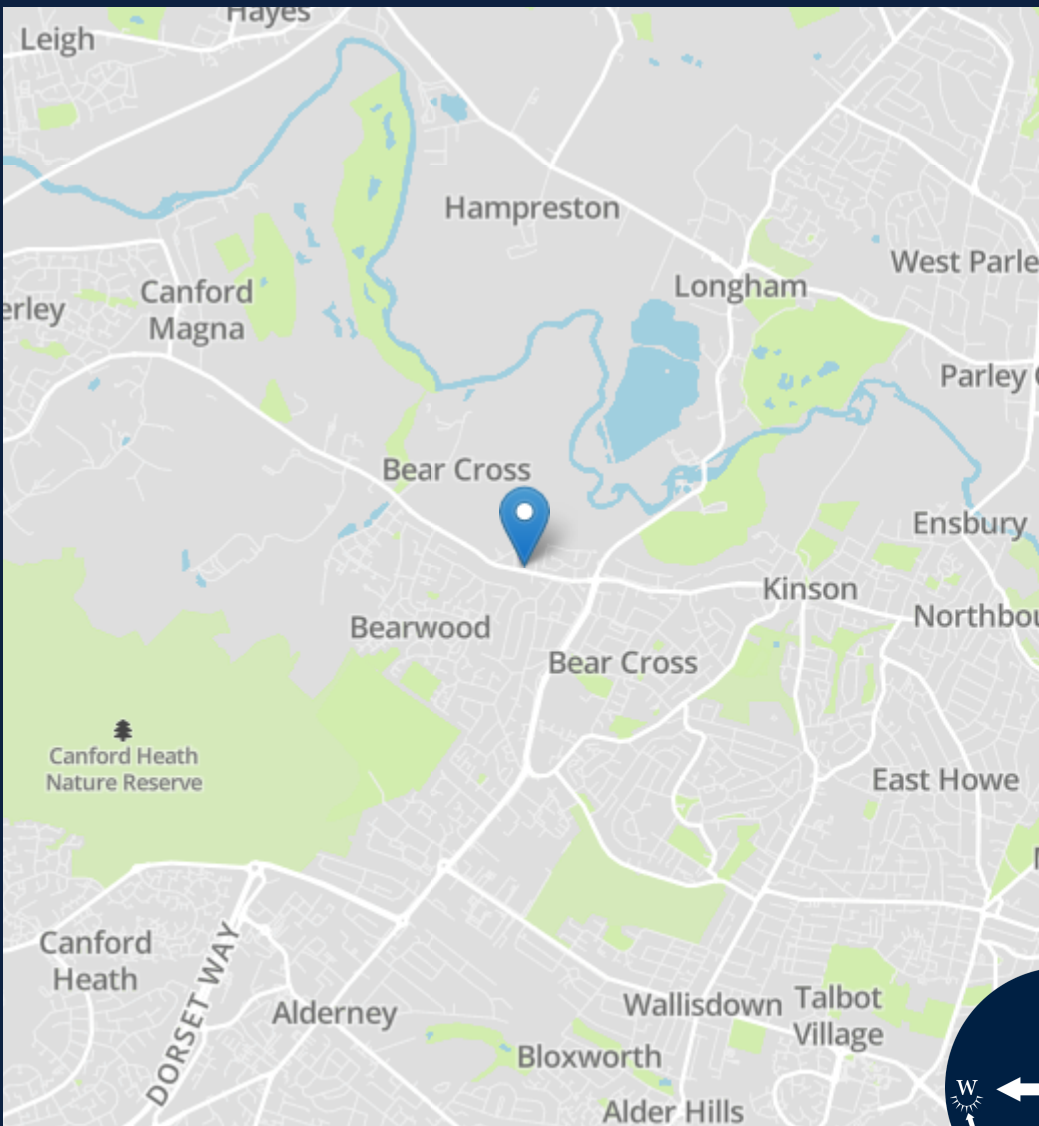 Hayes
Leigh
Hampreston
West Parle
Longham
Canford
Magna
erley
Parley
Bear Cross
Ensbury
Kinson
Northbou
Bearwood
Bear Cross
Canford Heath
Nature Reserve
East Howe
Canford
Heath
DORSET WAY
Alderney
Wallisdown
Talbot
Village
Bloxworth
Alder Hills
W